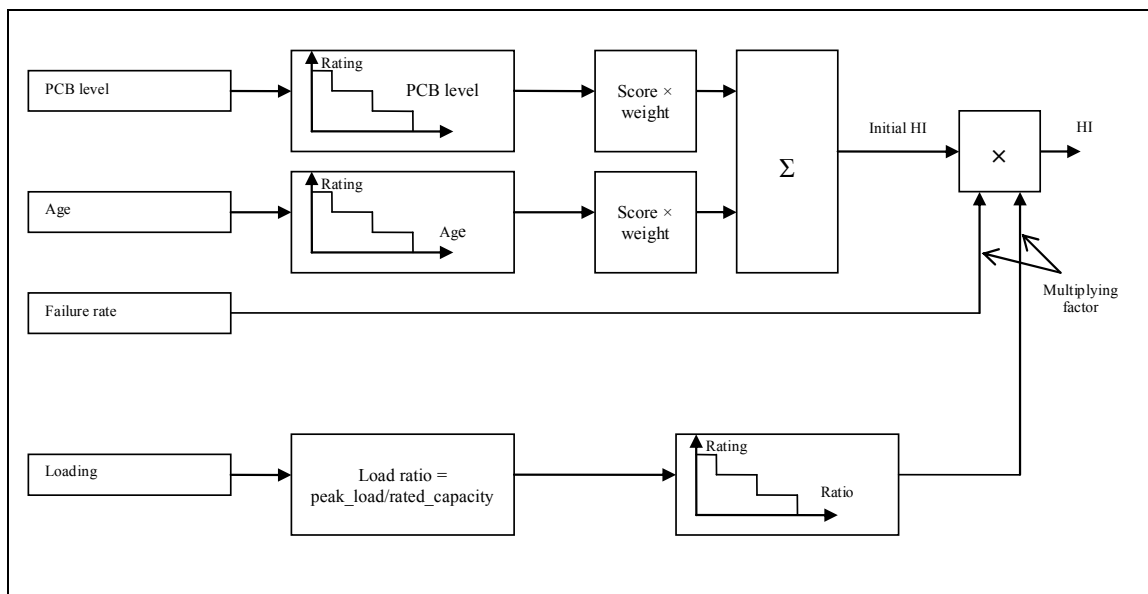 PCB level
Rating
PCB level
Score ×
weight
Σ
Initial HI
×
HI
Age
Rating
Age
Score ×
weight
Multiplying
factor
Failure rate
Loading
Load ratio =
peak_load/rated_capacity
Rating
Ratio